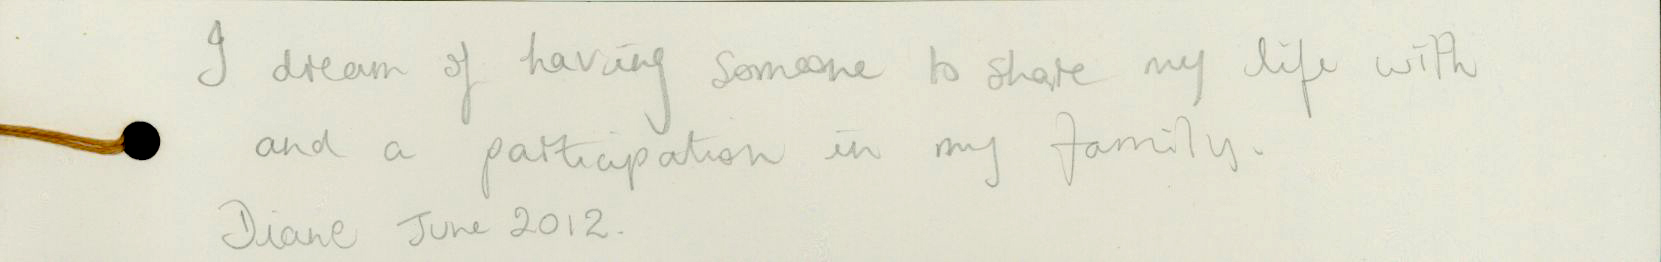 I dream of having someone to share my life with
and a participation in my family.
Diane June 2012.